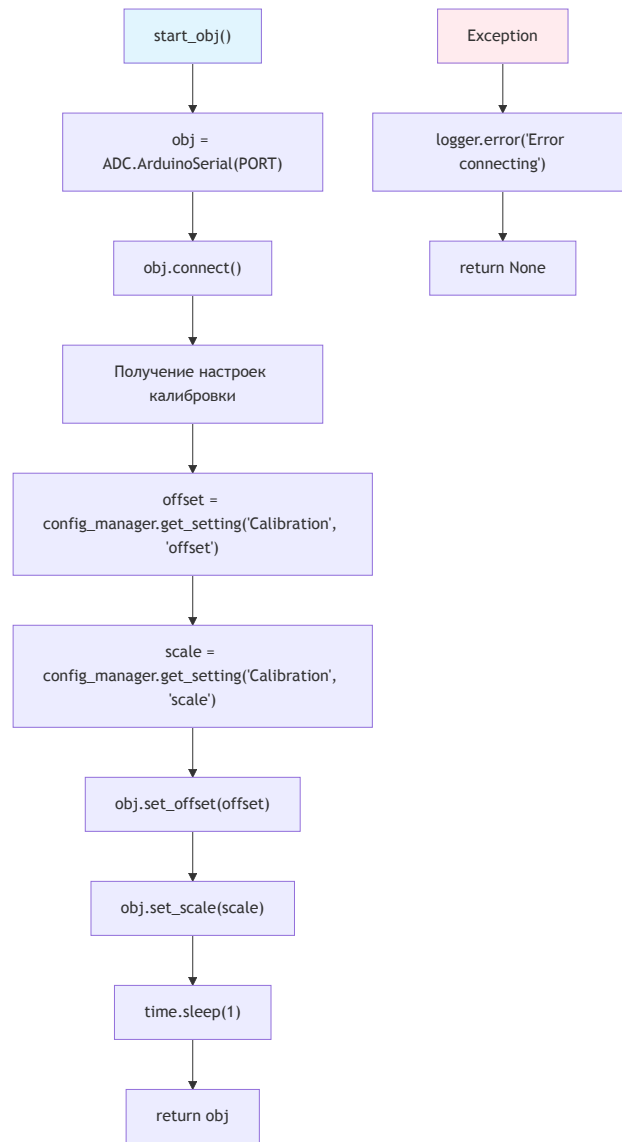 start_obj()
obj =
ADC.ArduinoSerial(PORT)
obj.connect()
Получение настроек
калибровки
offset =
config_manager.get_setting('Calibration',
'offset')
scale =
config_manager.get_setting('Calibration',
'scale')
obj.set_offset(offset)
obj.set_scale(scale)
time.sleep(1)
return obj
Exception
logger.error('Error
connecting')
return None